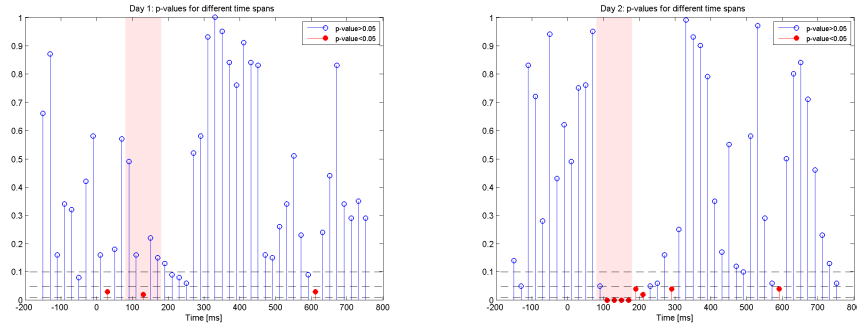 Day 1: p-values for different time spans
1
0.9
0.8
0.7
0.6
0.5
0.4
0.3
0.2
0.1
0
-200 -100 0 100 200 300 400 500 600 700 800
Time [ms]
p-value>0.05
p-value<0.05
Day 2: p-values for different time spans
1
0.9
0.8
0.7
0.6
0.5
0.4
0.3
0.2
0.1
0
-200 -100 0 100 200 300 400 500 600 700 800
Time [ms]
p-value>0.05
p-value<0.05